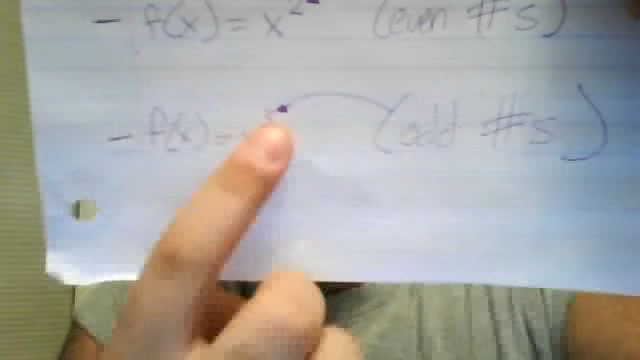 - f(x) = x² (even #s)
- f(x) = (odd #s)